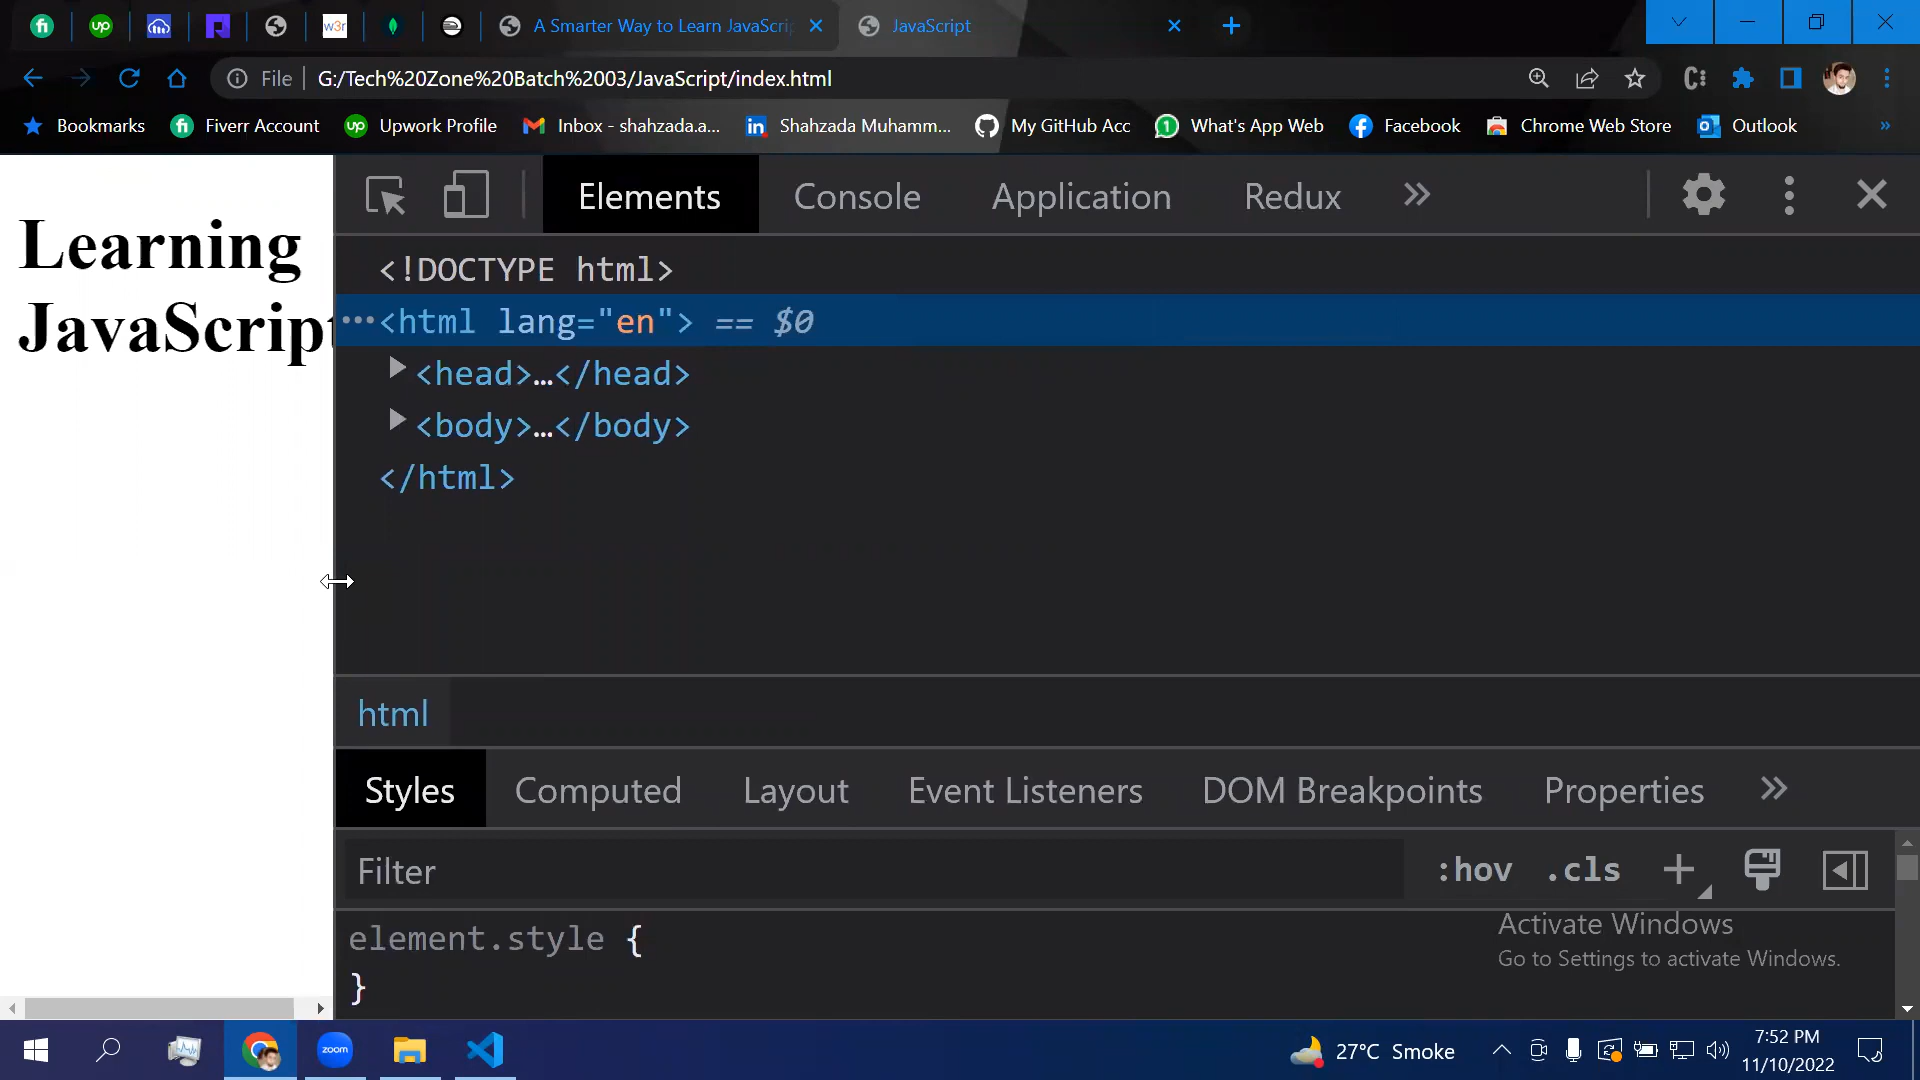 A Smarter Way to Learn JavaScri
JavaScript
File
G:/Tech%20Zone%20Batch%2003/JavaScript/index.html
Bookmarks
Fiverr Account
Upwork Profile
Inbox - shahzada.a...
Shahzada Muhamm...
My GitHub Acc
What's App Web
Facebook
Chrome Web Store
Outlook
Learning
JavaScript
Elements
Console
Application
Redux
<!DOCTYPE html>
<html lang="en"> == $0
<head>…</head>
<body>…</body>
</html>
html
Styles
Computed
Layout
Event Listeners
DOM Breakpoints
Properties
Filter
:hov
.cls
element.style {
}
Activate Windows
Go to Settings to activate Windows.
zoom
27°C Smoke
7:52 PM
11/10/2022